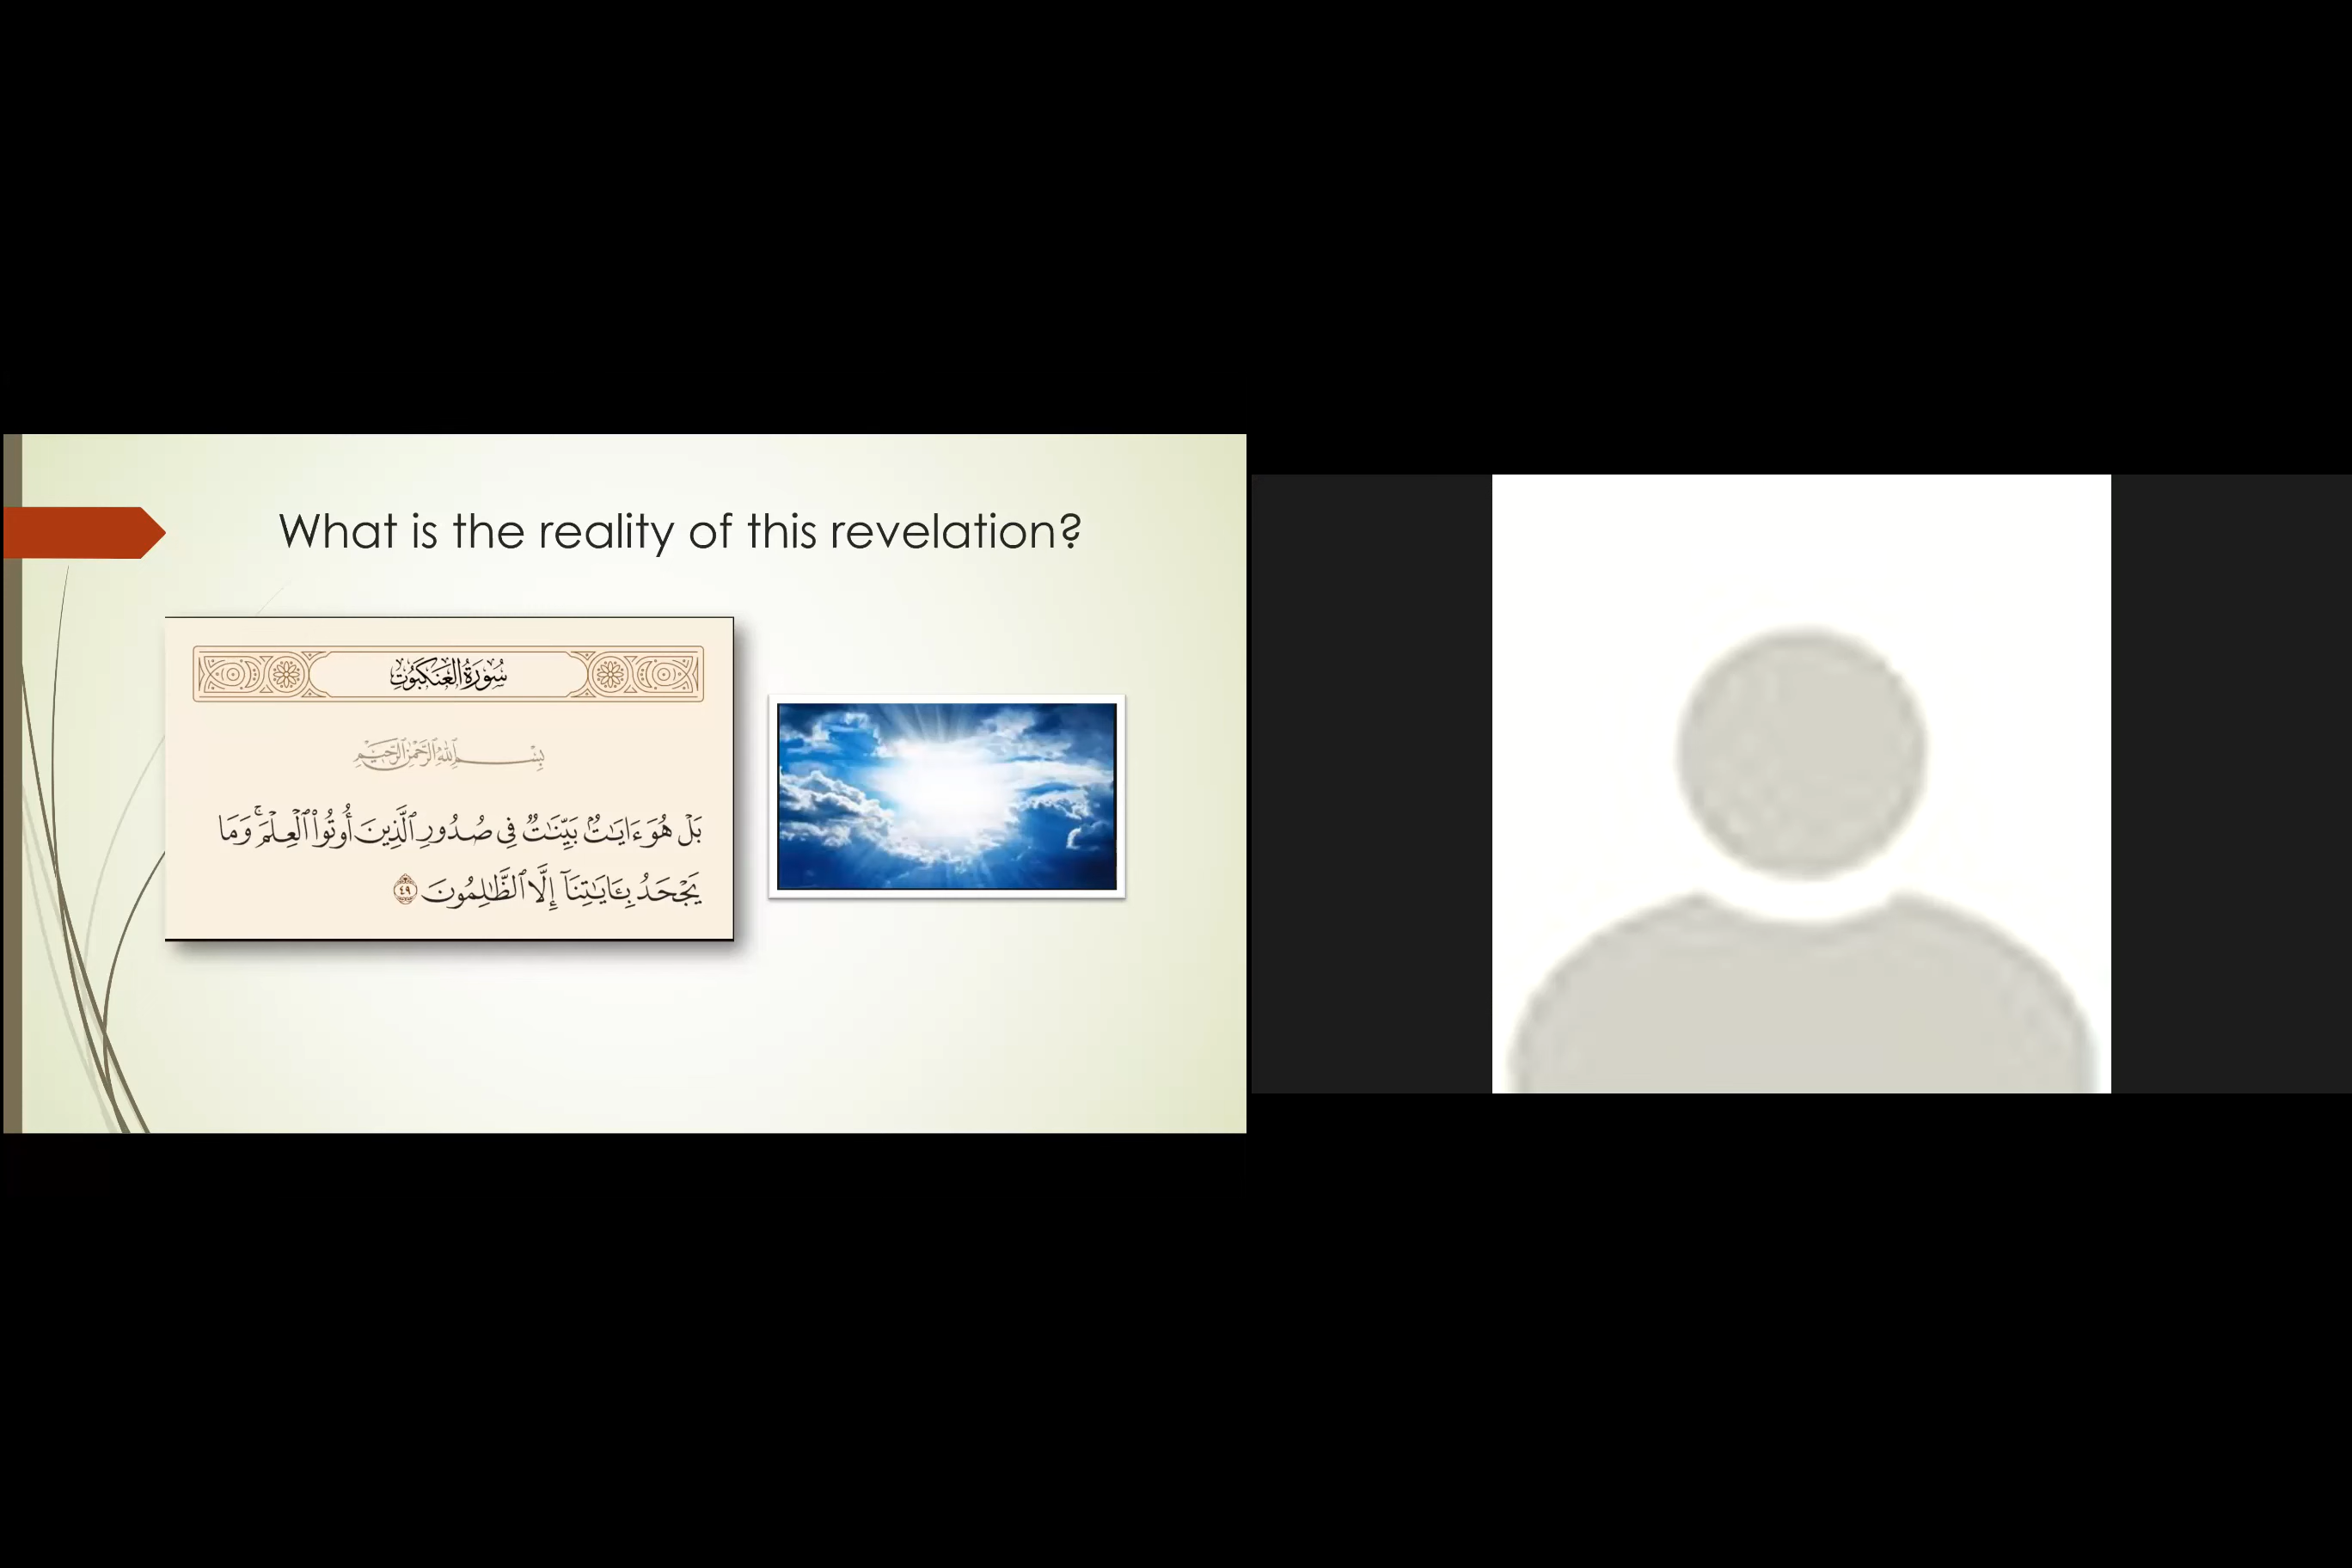 What is the reality of this revelation?
سُورَةُ العَنكَبُوتِ
بِسْمِ ٱللَّهِ ٱلرَّحْمَٰنِ ٱلرَّحِيمِ
بَلْ هُوَ ءَايَٰتٌۢ بَيِّنَٰتٌ فِى صُدُورِ ٱلَّذِينَ أُوتُوا۟ ٱلْعِلْمَ ۚ وَمَا
يَجْحَدُ بِـَٔايَٰتِنَآ إِلَّا ٱلظَّٰلِمُونَ ٤٩